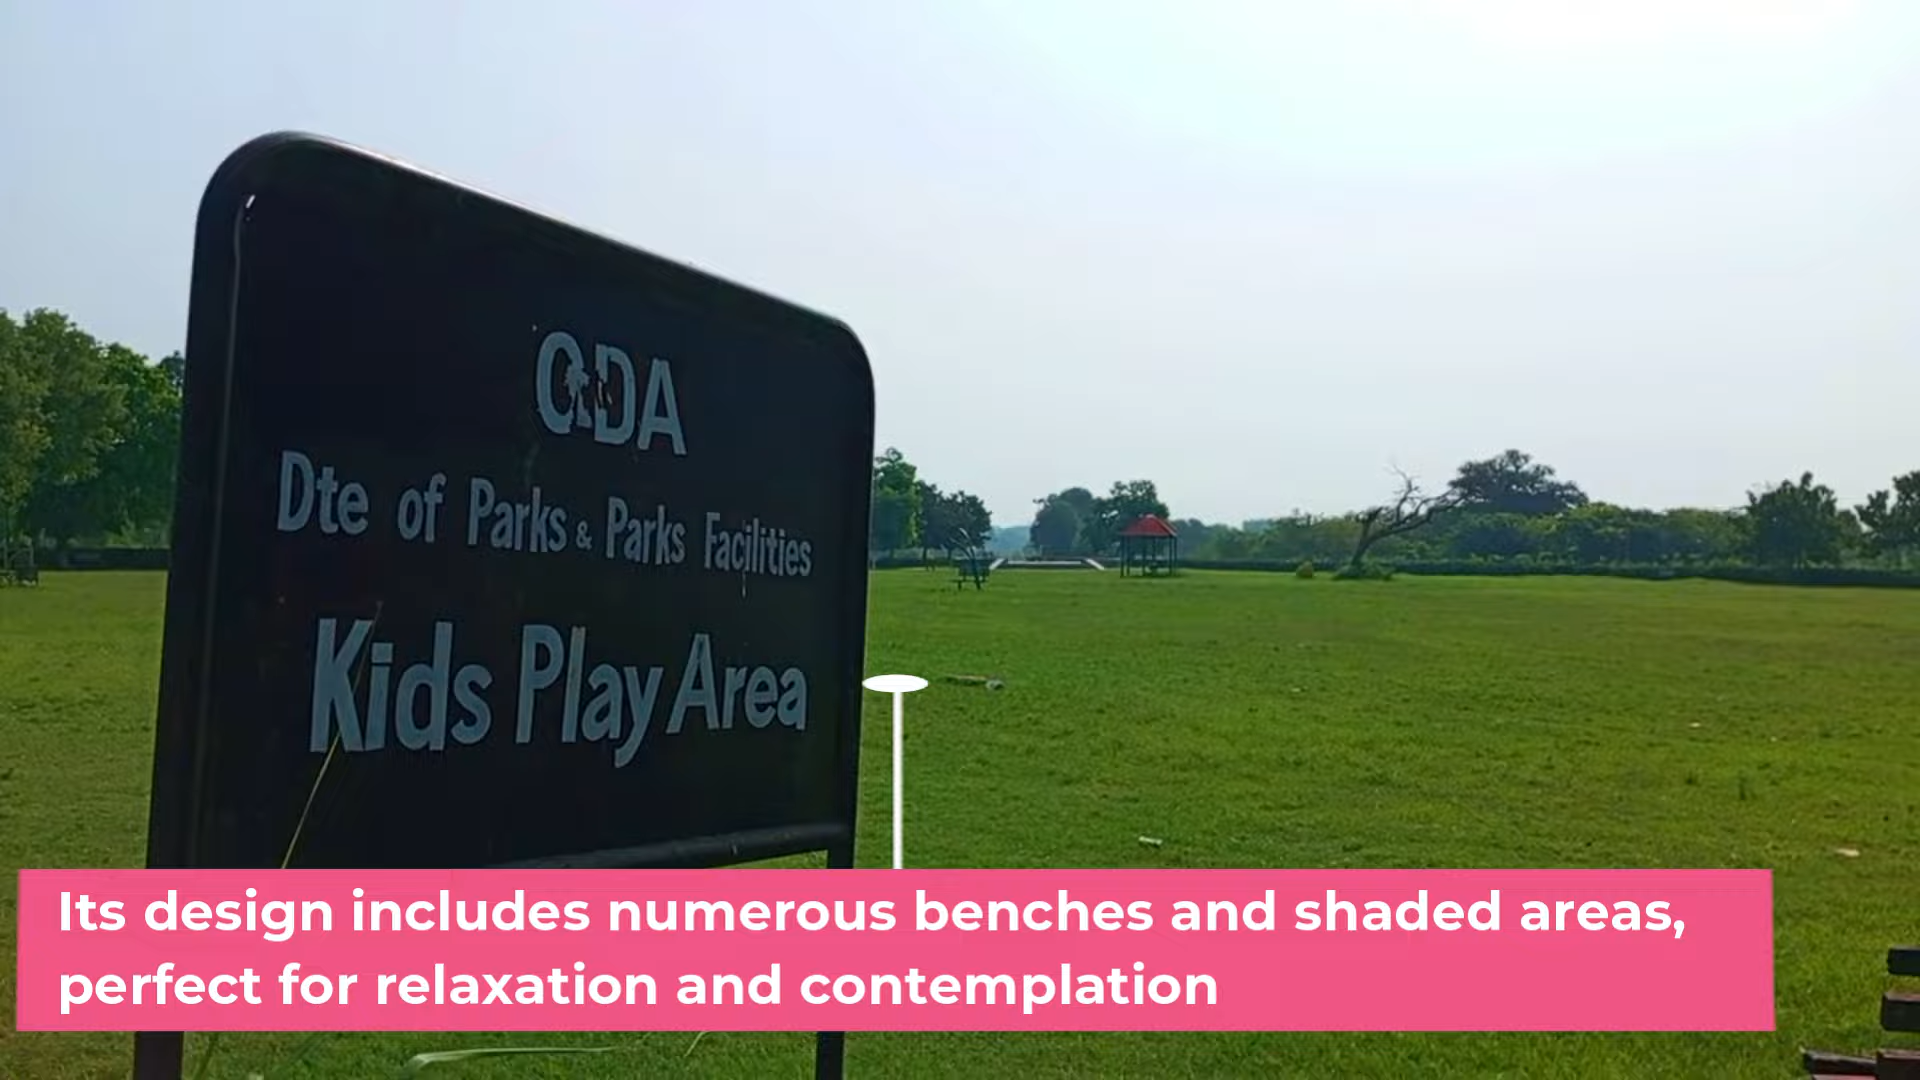 CDA
Dte of Parks & Parks Facilities
Kids Play Area
Its design includes numerous benches and shaded areas,
perfect for relaxation and contemplation